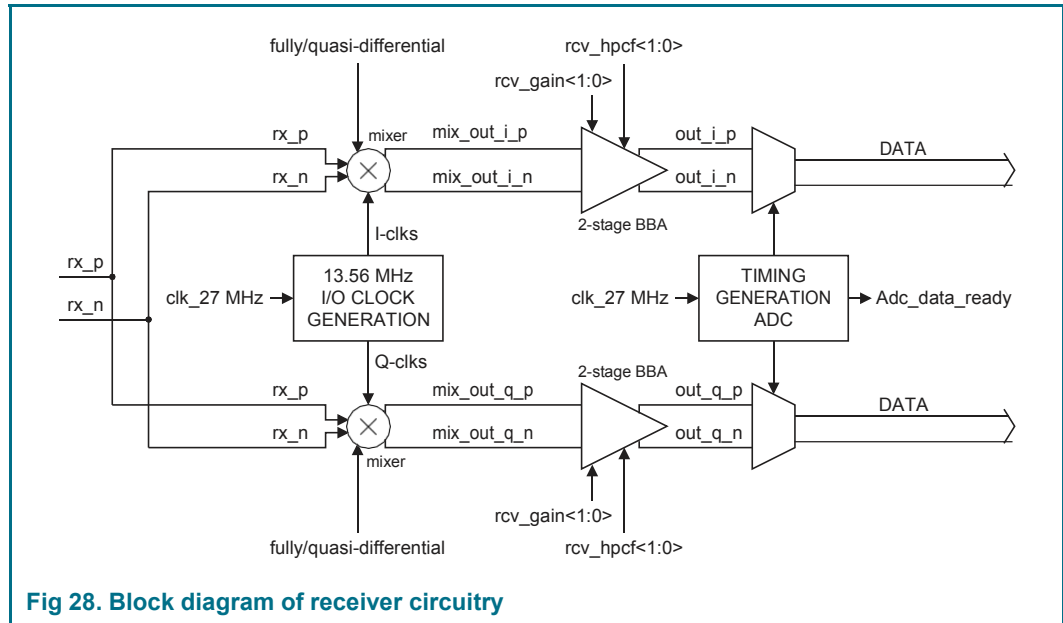 fully/quasi-differential
rcv_hpcf<1:0>
rcv_gain<1:0>
rx_p
mixer
mix_out_i_p
out_i_p
DATA
rx_n
mix_out_i_n
out_i_n
2-stage BBA
I-clks
rx_p
rx_n
clk_27 MHz
13.56 MHz
I/O CLOCK
GENERATION
clk_27 MHz
TIMING
GENERATION
ADC
Adc_data_ready
Q-clks
2-stage BBA
rx_p
mix_out_q_p
out_q_p
DATA
rx_n
mix_out_q_n
out_q_n
mixer
rcv_gain<1:0>
fully/quasi-differential
rcv_hpcf<1:0>
Fig 28. Block diagram of receiver circuitry